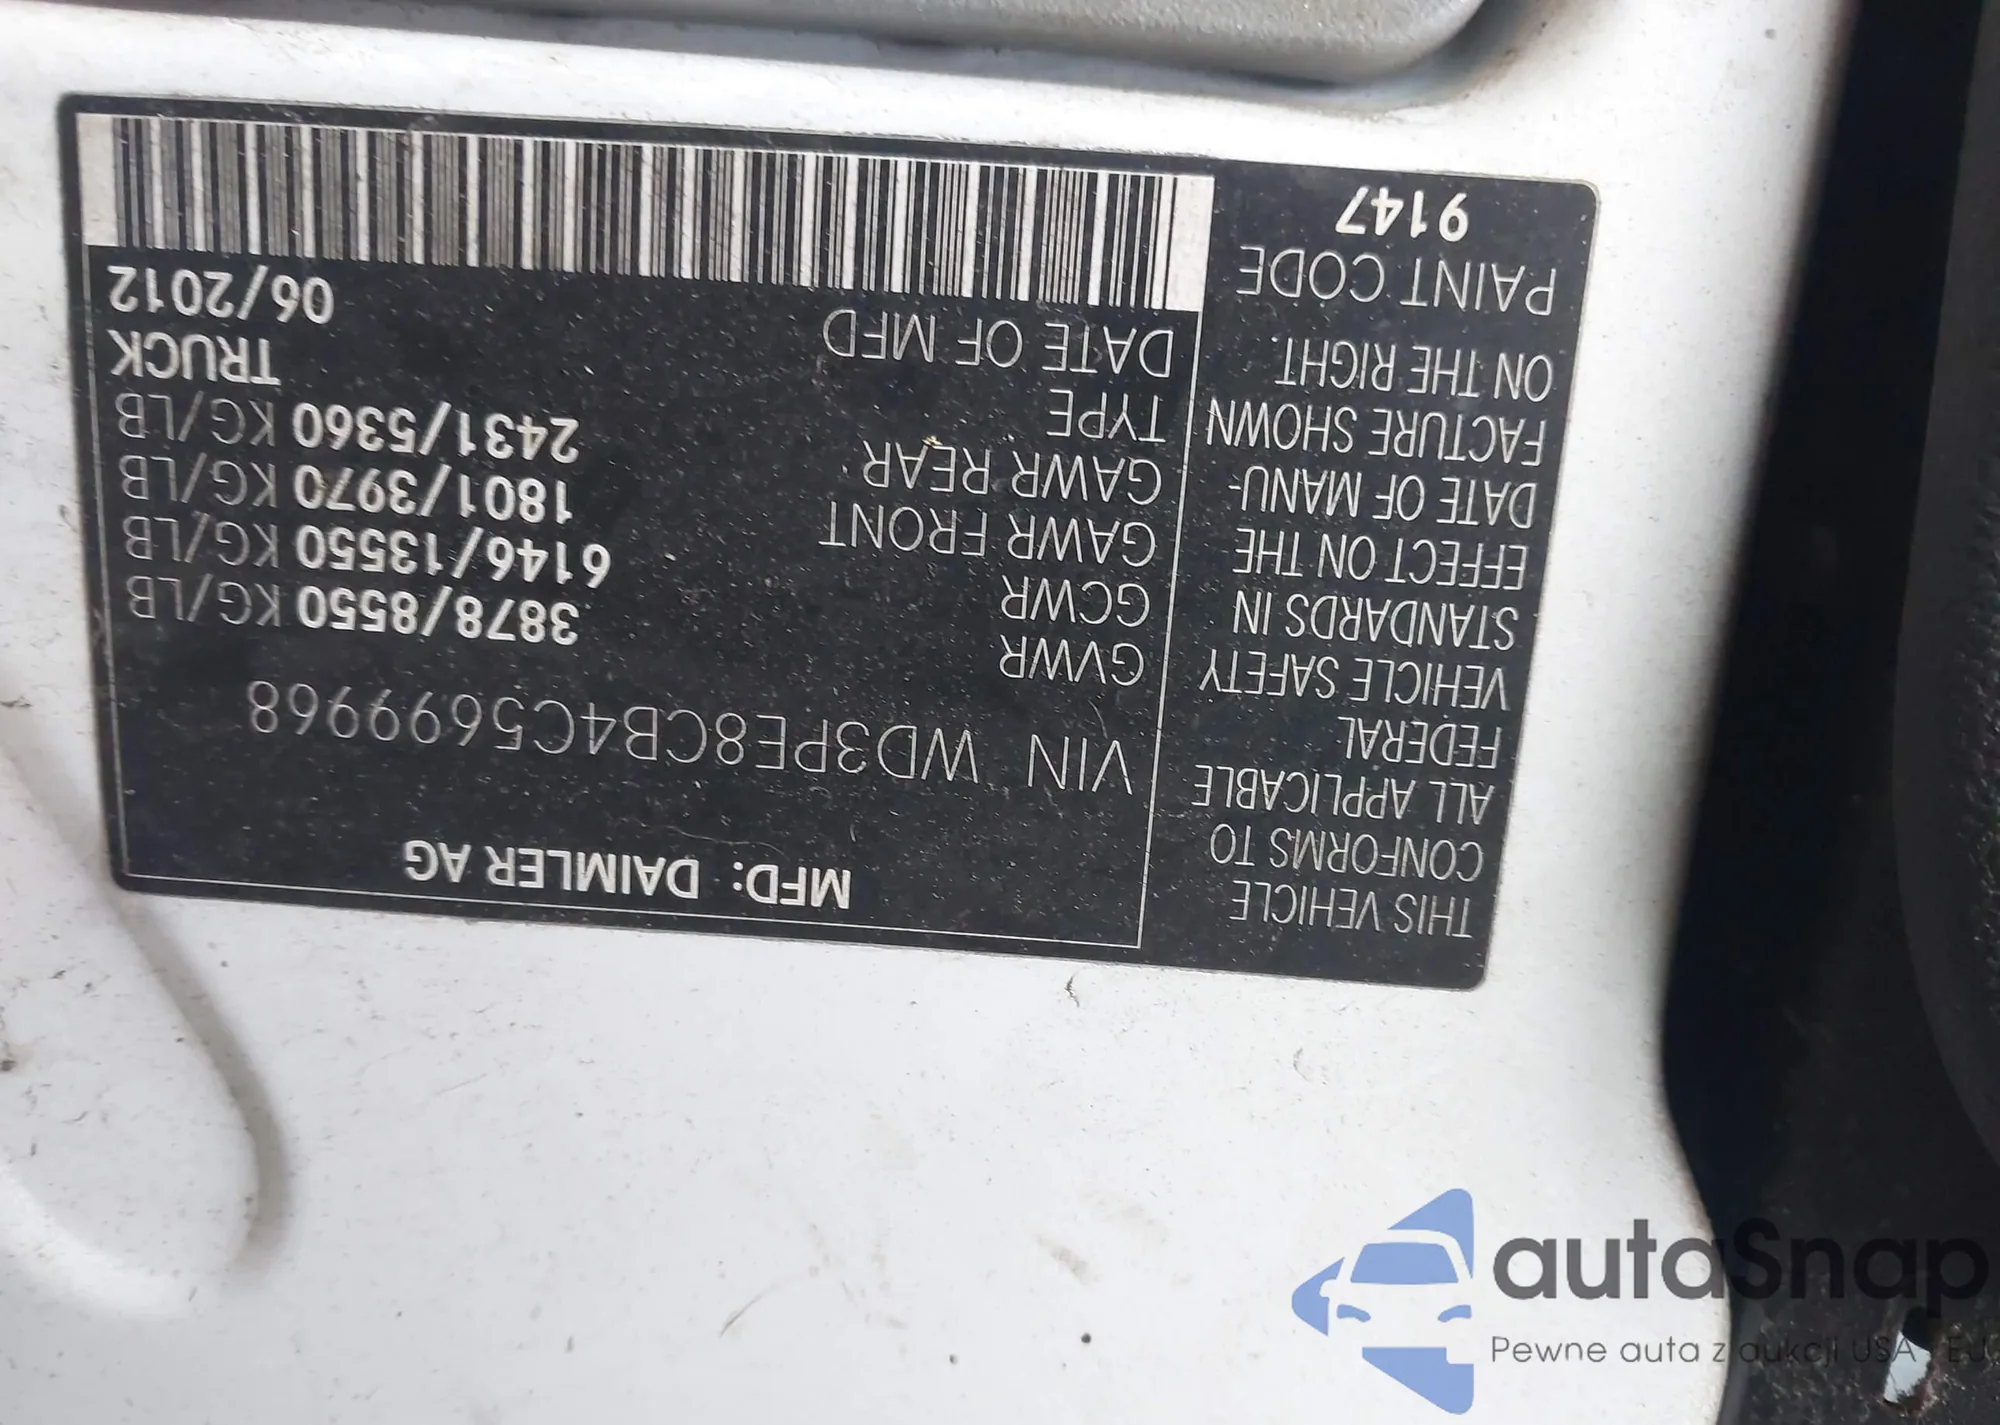 MFD: DAIMLER AG
VIN WD3PE8CB4C5699968
GVWR 3878/8550 KG/LB
GCWR 6146/13550 KG/LB
GAWR FRONT 1801/3970 KG/LB
GAWR REAR 2431/5360 KG/LB
TYPE TRUCK
DATE OF MFD 06/2012
THIS VEHICLE
CONFORMS TO
ALL APPLICABLE
FEDERAL
VEHICLE SAFETY
STANDARDS IN
EFFECT ON THE
DATE OF MANU-
FACTURE SHOWN
ON THE RIGHT.
PAINT CODE
9147
autaSnap
Pewne auta z aukcji USA i EU